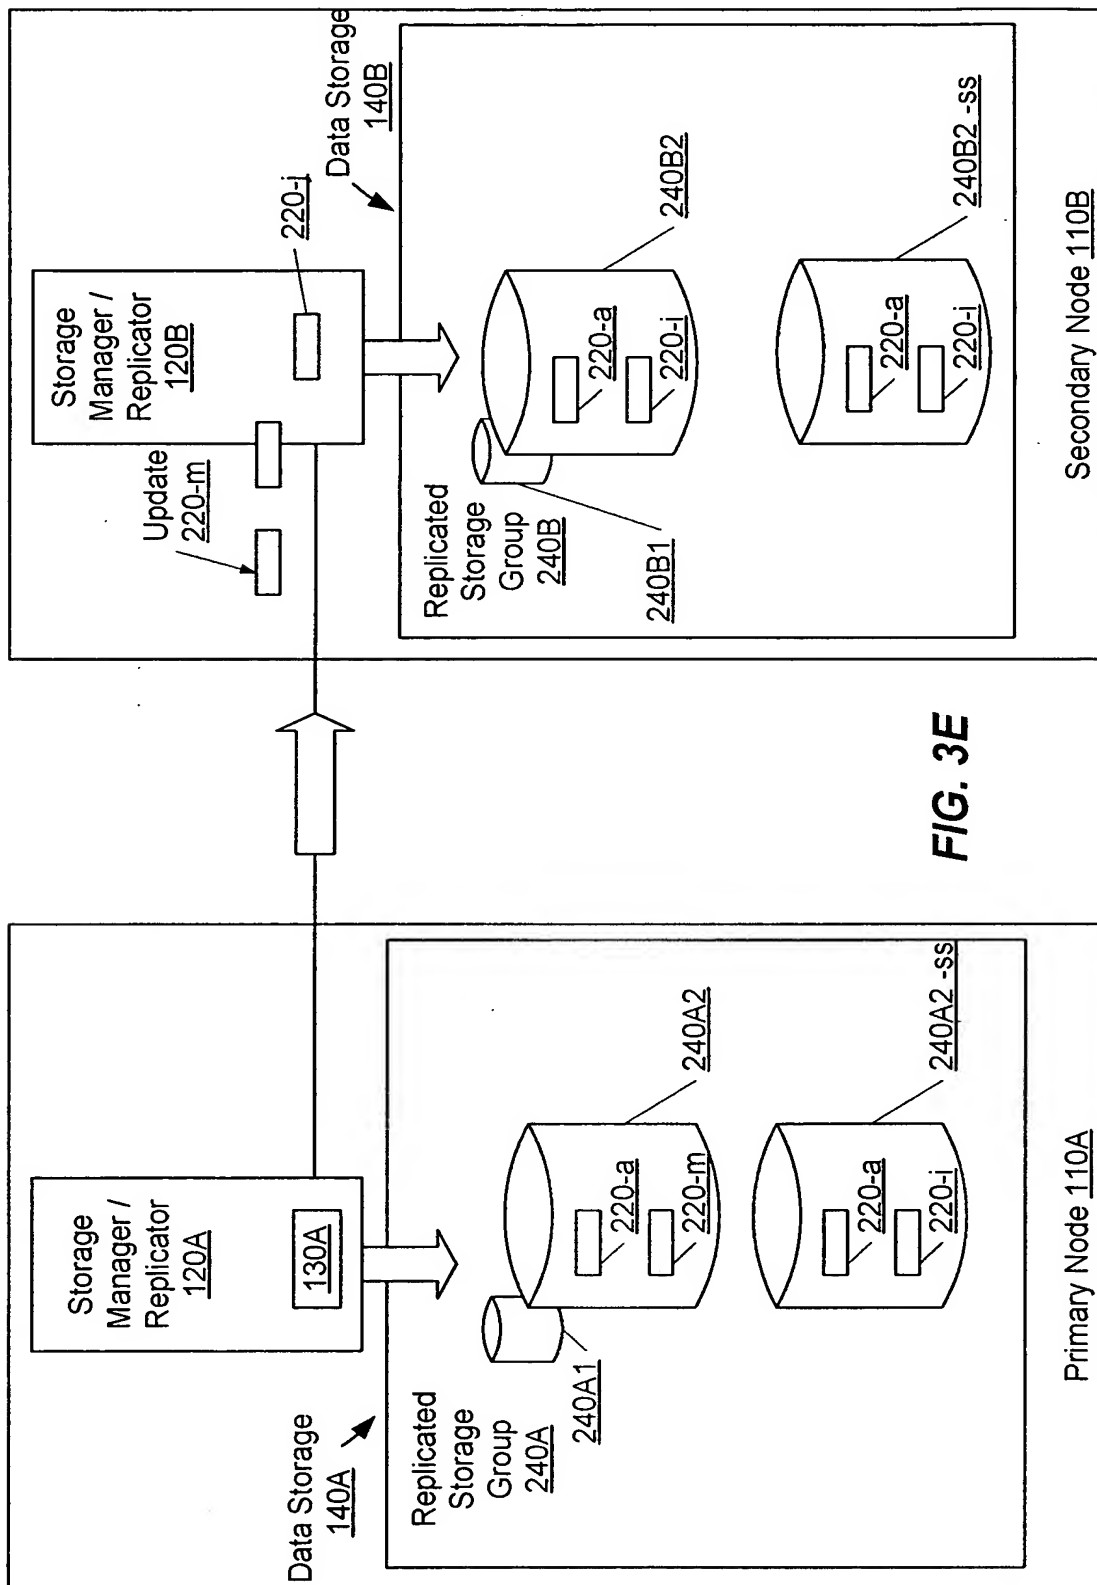 Data Storage
140A
Storage
Manager /
Replicator
120A
130A
Replicated
Storage
Group
240A
240A1
220-a
220-m
240A2
220-a
220-i
240A2 -ss
Primary Node 110A
Update
220-m
Storage
Manager /
Replicator
120B
220-j
Data Storage
140B
Replicated
Storage
Group
240B
240B1
220-a
220-i
240B2
220-a
220-i
240B2 -ss
Secondary Node 110B
FIG. 3E